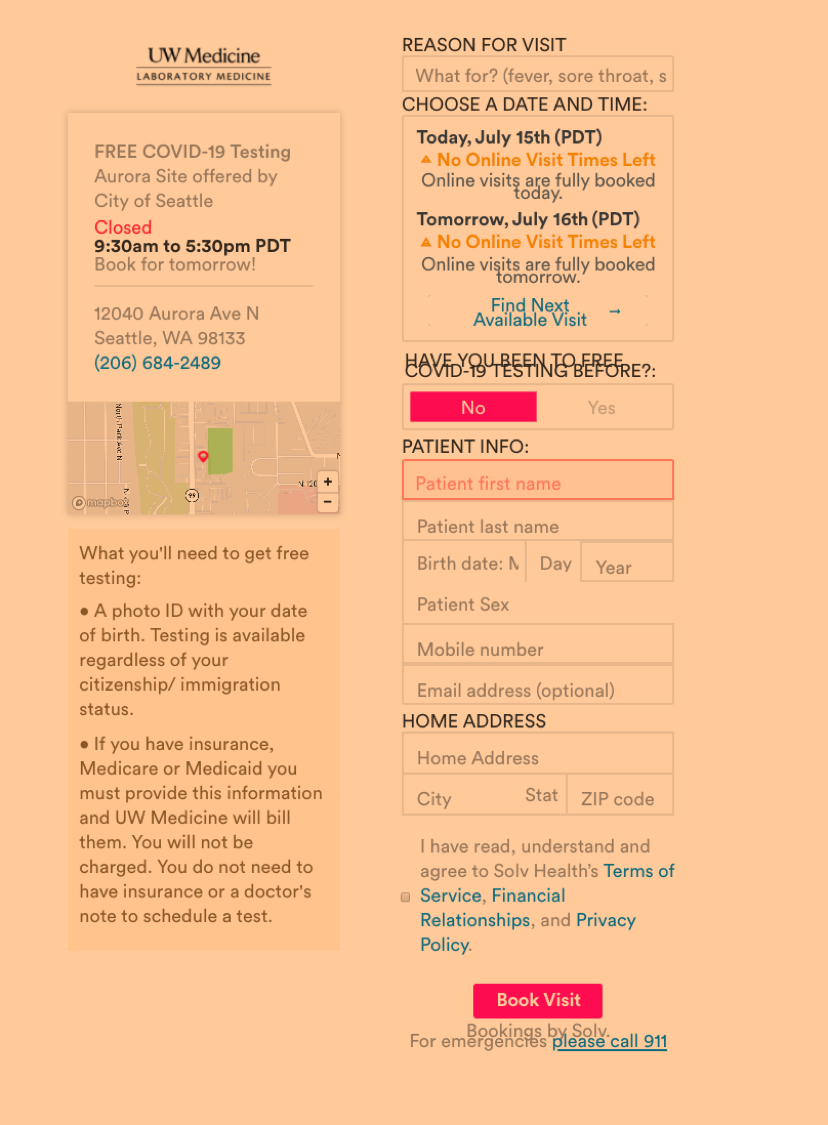 UW Medicine
LABORATORY MEDICINE
FREE COVID-19 Testing
Aurora Site offered by
City of Seattle
Closed
9:30am to 5:30pm PDT
Book for tomorrow!
12040 Aurora Ave N
Seattle, WA 98133
(206) 684-2489
North Park Ave N
99
mapbox
+
−
What you'll need to get free
testing:
● A photo ID with your date
of birth. Testing is available
regardless of your
citizenship/ immigration
status.
● If you have insurance,
Medicare or Medicaid you
must provide this information
and UW Medicine will bill
them. You will not be
charged. You do not need to
have insurance or a doctor's
note to schedule a test.
REASON FOR VISIT
What for? (fever, sore throat, s
CHOOSE A DATE AND TIME:
Today, July 15th (PDT)
No Online Visit Times Left
Online visits are fully booked
today.
Tomorrow, July 16th (PDT)
No Online Visit Times Left
Online visits are fully booked
tomorrow.
Find Next
Available Visit →
HAVE YOU BEEN TO FREE
COVID-19 TESTING BEFORE?:
No Yes
PATIENT INFO:
Patient first name
Patient last name
Birth date: M Day Year
Patient Sex
Mobile number
Email address (optional)
HOME ADDRESS
Home Address
City Stat ZIP code
I have read, understand and
agree to Solv Health's Terms of
Service, Financial
Relationships, and Privacy
Policy.
Book Visit
Bookings by Solv.
For emergencies please call 911